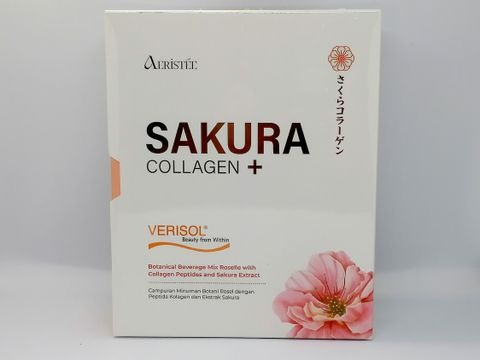 AERISTÉE
さくらコラーゲン
SAKURA
COLLAGEN +
VERISOL®
Beauty from Within
Botanical Beverage Mix Roselle with
Collagen Peptides and Sakura Extract
Campuran Minuman Botani Rosel dengan
Peptida Kolagen dan Ekstrak Sakura